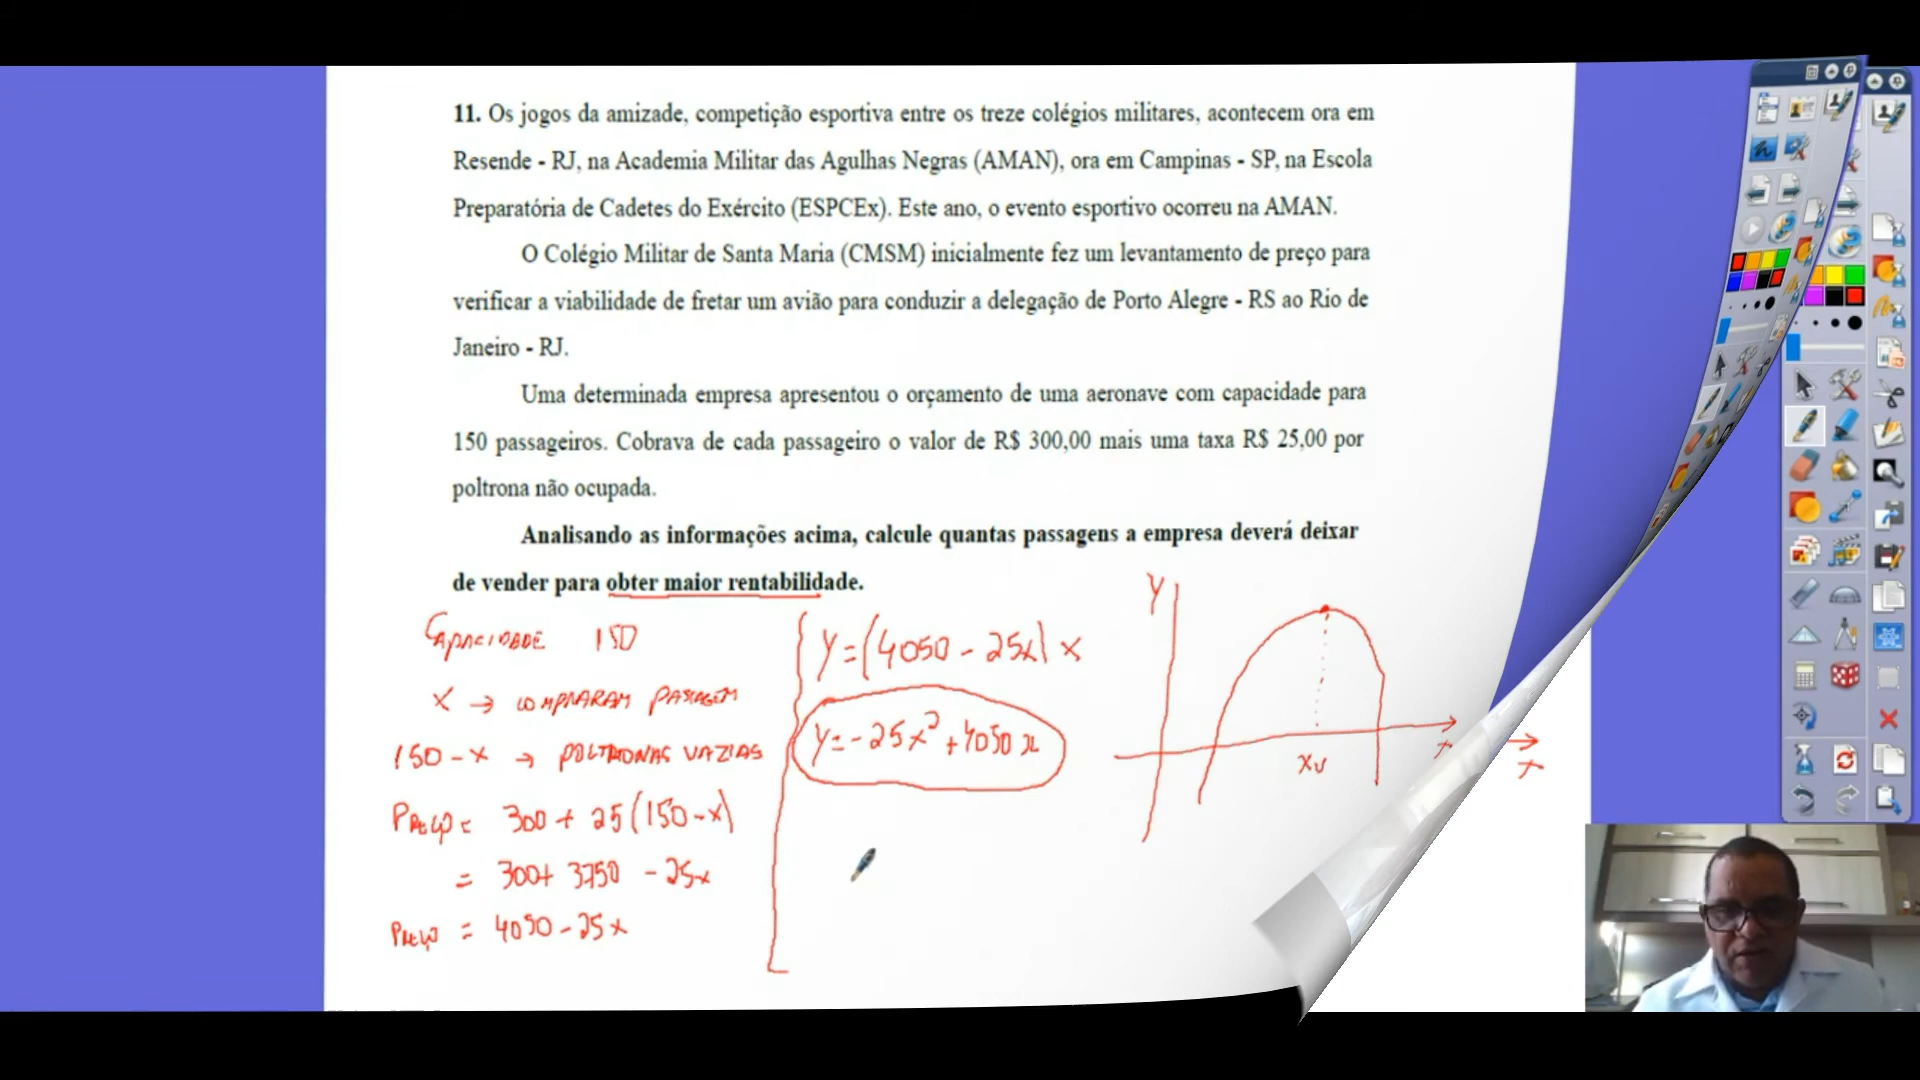 11. Os jogos da amizade, competição esportiva entre os treze colégios militares, acontecem ora em
Resende - RJ, na Academia Militar das Agulhas Negras (AMAN), ora em Campinas - SP, na Escola
Preparatória de Cadetes do Exército (ESPCEx). Este ano, o evento esportivo ocorreu na AMAN.
O Colégio Militar de Santa Maria (CMSM) inicialmente fez um levantamento de preço para
verificar a viabilidade de fretar um avião para conduzir a delegação de Porto Alegre - RS ao Rio de
Janeiro - RJ.
Uma determinada empresa apresentou o orçamento de uma aeronave com capacidade para
150 passageiros. Cobrava de cada passageiro o valor de R$ 300,00 mais uma taxa R$ 25,00 por
poltrona não ocupada.
Analisando as informações acima, calcule quantas passagens a empresa deverá deixar
de vender para obter maior rentabilidade.
CAPACIDADE 150
x → COMPRARAM PASSAGEM
150 - x → POLTRONAS VAZIAS
PREÇO = 300 + 25(150 - x)
= 300 + 3750 - 25x
PREÇO = 4050 - 25x
y = (4050 - 25x) x
y = -25x² + 4050x
y
xv
x
x